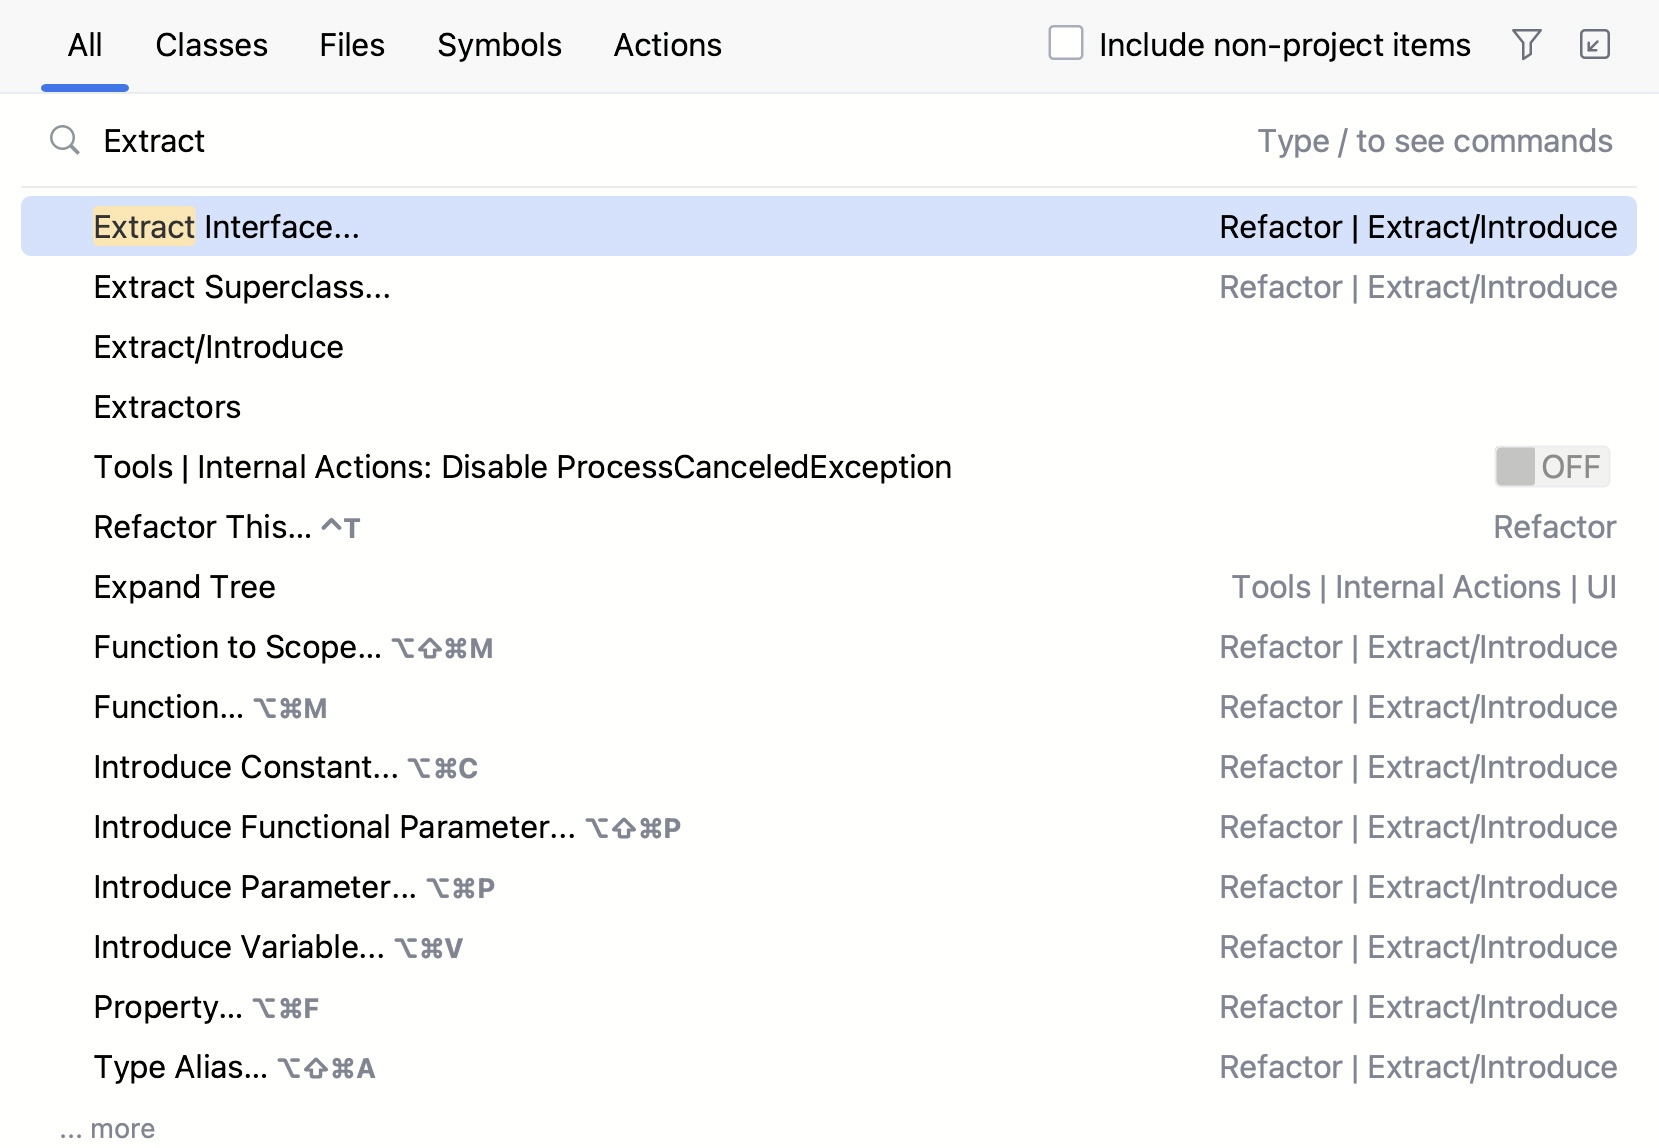 All Classes Files Symbols Actions Include non-project items
Extract Type / to see commands
Extract Interface... Refactor | Extract/Introduce
Extract Superclass... Refactor | Extract/Introduce
Extract/Introduce
Extractors
Tools | Internal Actions: Disable ProcessCanceledException OFF
Refactor This... ^T Refactor
Expand Tree Tools | Internal Actions | UI
Function to Scope... ⌥⇧⌘M Refactor | Extract/Introduce
Function... ⌥⌘M Refactor | Extract/Introduce
Introduce Constant... ⌥⌘C Refactor | Extract/Introduce
Introduce Functional Parameter... ⌥⇧⌘P Refactor | Extract/Introduce
Introduce Parameter... ⌥⌘P Refactor | Extract/Introduce
Introduce Variable... ⌥⌘V Refactor | Extract/Introduce
Property... ⌥⌘F Refactor | Extract/Introduce
Type Alias... ⌥⇧⌘A Refactor | Extract/Introduce
... more